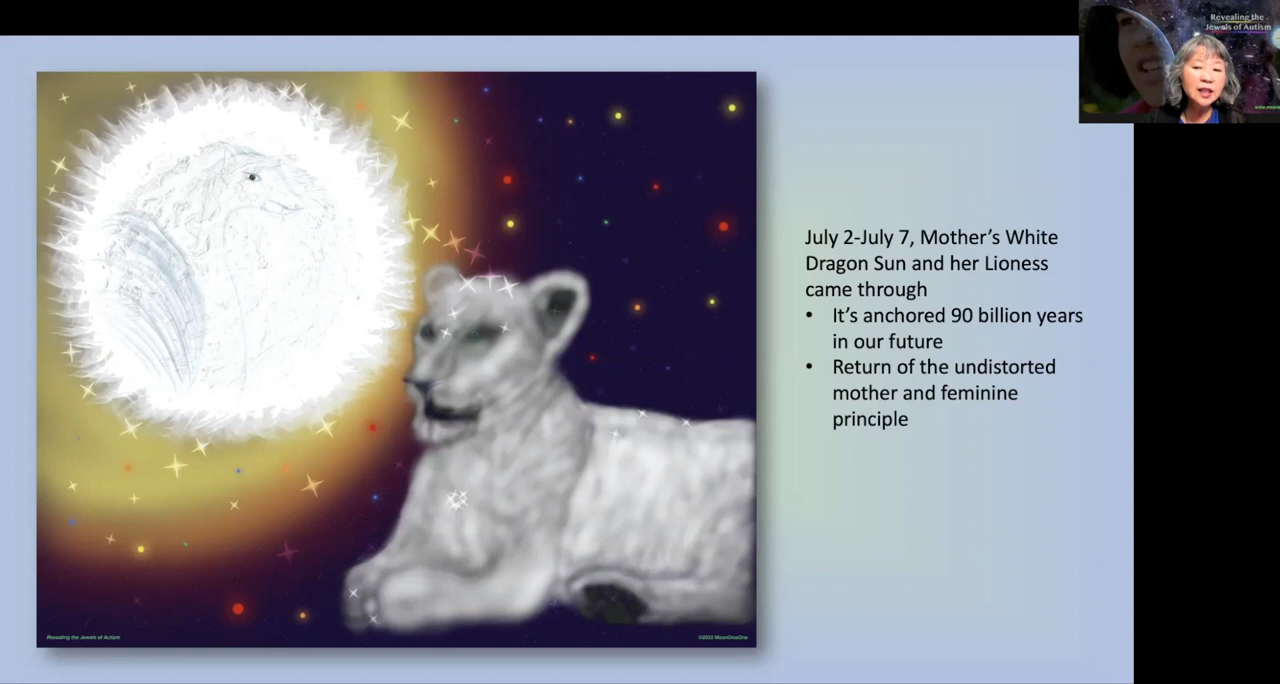 Revealing the
Jewels of Autism
July 2-July 7, Mother's White
Dragon Sun and her Lioness
came through
• It's anchored 90 billion years
in our future
• Return of the undistorted
mother and feminine
principle
Revealing the Jewels of Autism
©2022 MoonOneOne